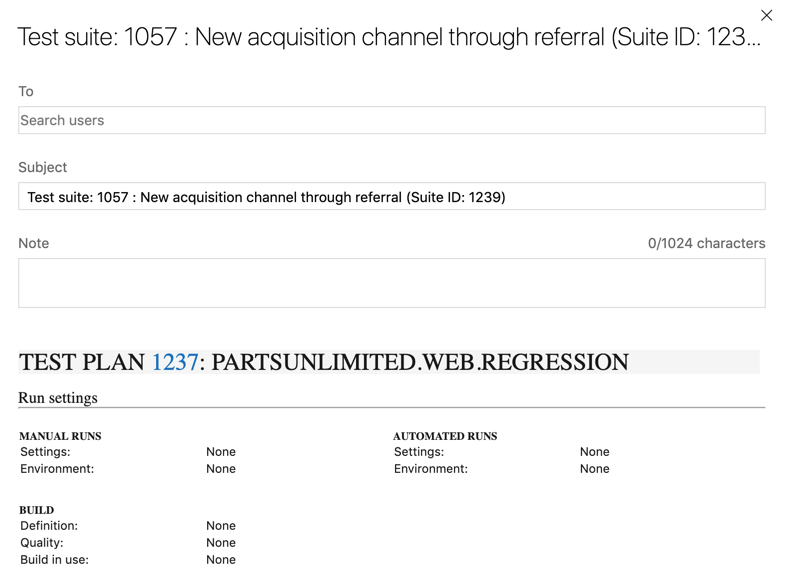 Test suite: 1057 : New acquisition channel through referral (Suite ID: 123...
To
Search users
Subject
Test suite: 1057 : New acquisition channel through referral (Suite ID: 1239)
Note 0/1024 characters
TEST PLAN 1237: PARTSUNLIMITED.WEB.REGRESSION
Run settings
MANUAL RUNS
Settings: None
Environment: None
AUTOMATED RUNS
Settings: None
Environment: None
BUILD
Definition: None
Quality: None
Build in use: None